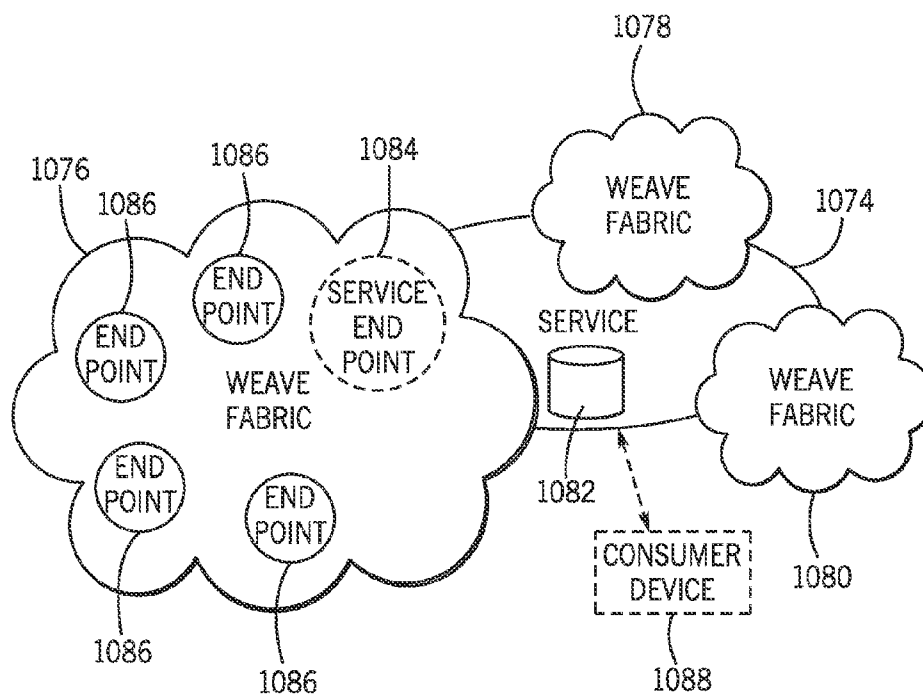 1078
1084
1086
1076
1086
1074
WEAVE
FABRIC
END
POINT
SERVICE
END
POINT
SERVICE
END
POINT
WEAVE
FABRIC
WEAVE
FABRIC
END
POINT
END
POINT
1082
CONSUMER
DEVICE
1080
1086
1086
1088